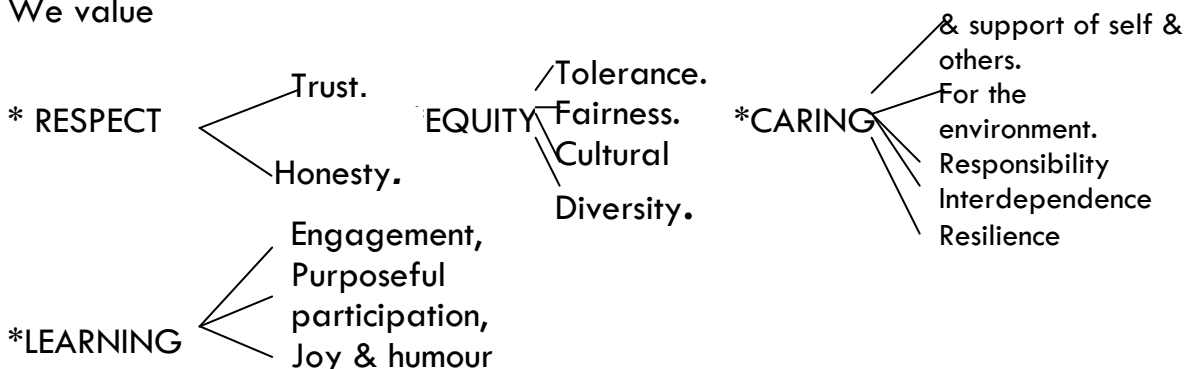 We value
* RESPECT
Trust.
Honesty.
EQUITY
Tolerance.
Fairness.
Cultural
Diversity.
*CARING
& support of self &
others.
For the
environment.
Responsibility
Interdependence
Resilience
*LEARNING
Engagement,
Purposeful
participation,
Joy & humour